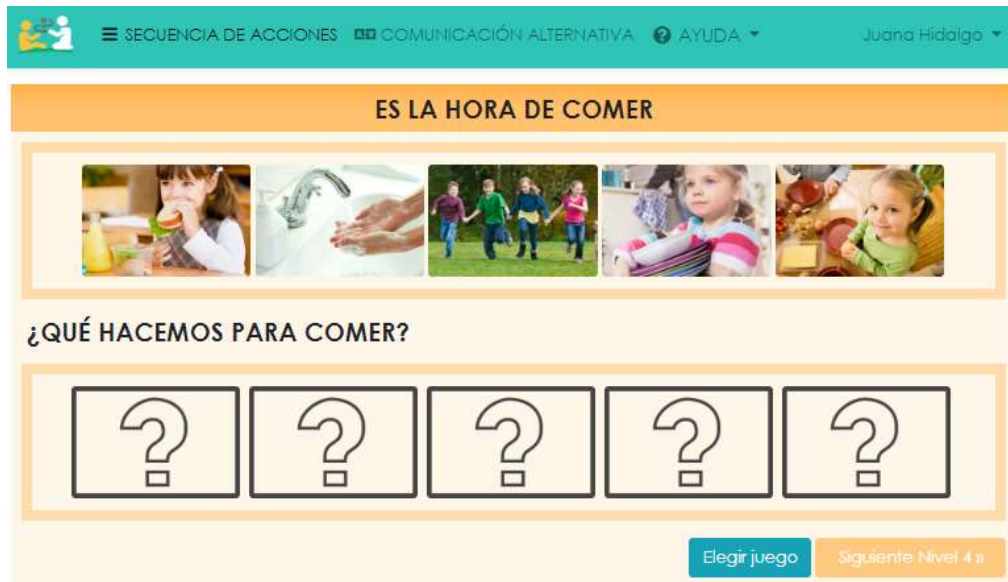 SECUENCIA DE ACCIONES COMUNICACIÓN ALTERNATIVA AYUDA Juana Hidalgo
ES LA HORA DE COMER
¿QUÉ HACEMOS PARA COMER?
? ? ? ? ?
Elegir juego Siguiente Nivel 4 »